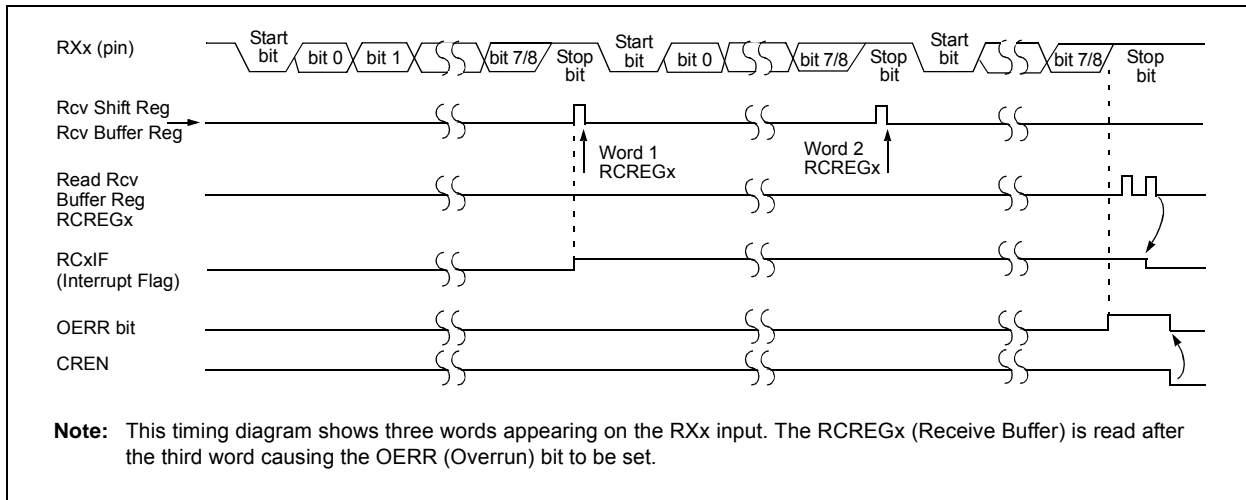 RXx (pin)
Start bit
bit 0
bit 1
bit 7/8
Stop bit
Start bit
bit 0
bit 7/8
Stop bit
Start bit
bit 7/8
Stop bit
Rcv Shift Reg
Rcv Buffer Reg
Word 1
RCREGx
Word 2
RCREGx
Read Rcv
Buffer Reg
RCREGx
RCxIF
(Interrupt Flag)
OERR bit
CREN
Note: This timing diagram shows three words appearing on the RXx input. The RCREGx (Receive Buffer) is read after
the third word causing the OERR (Overrun) bit to be set.